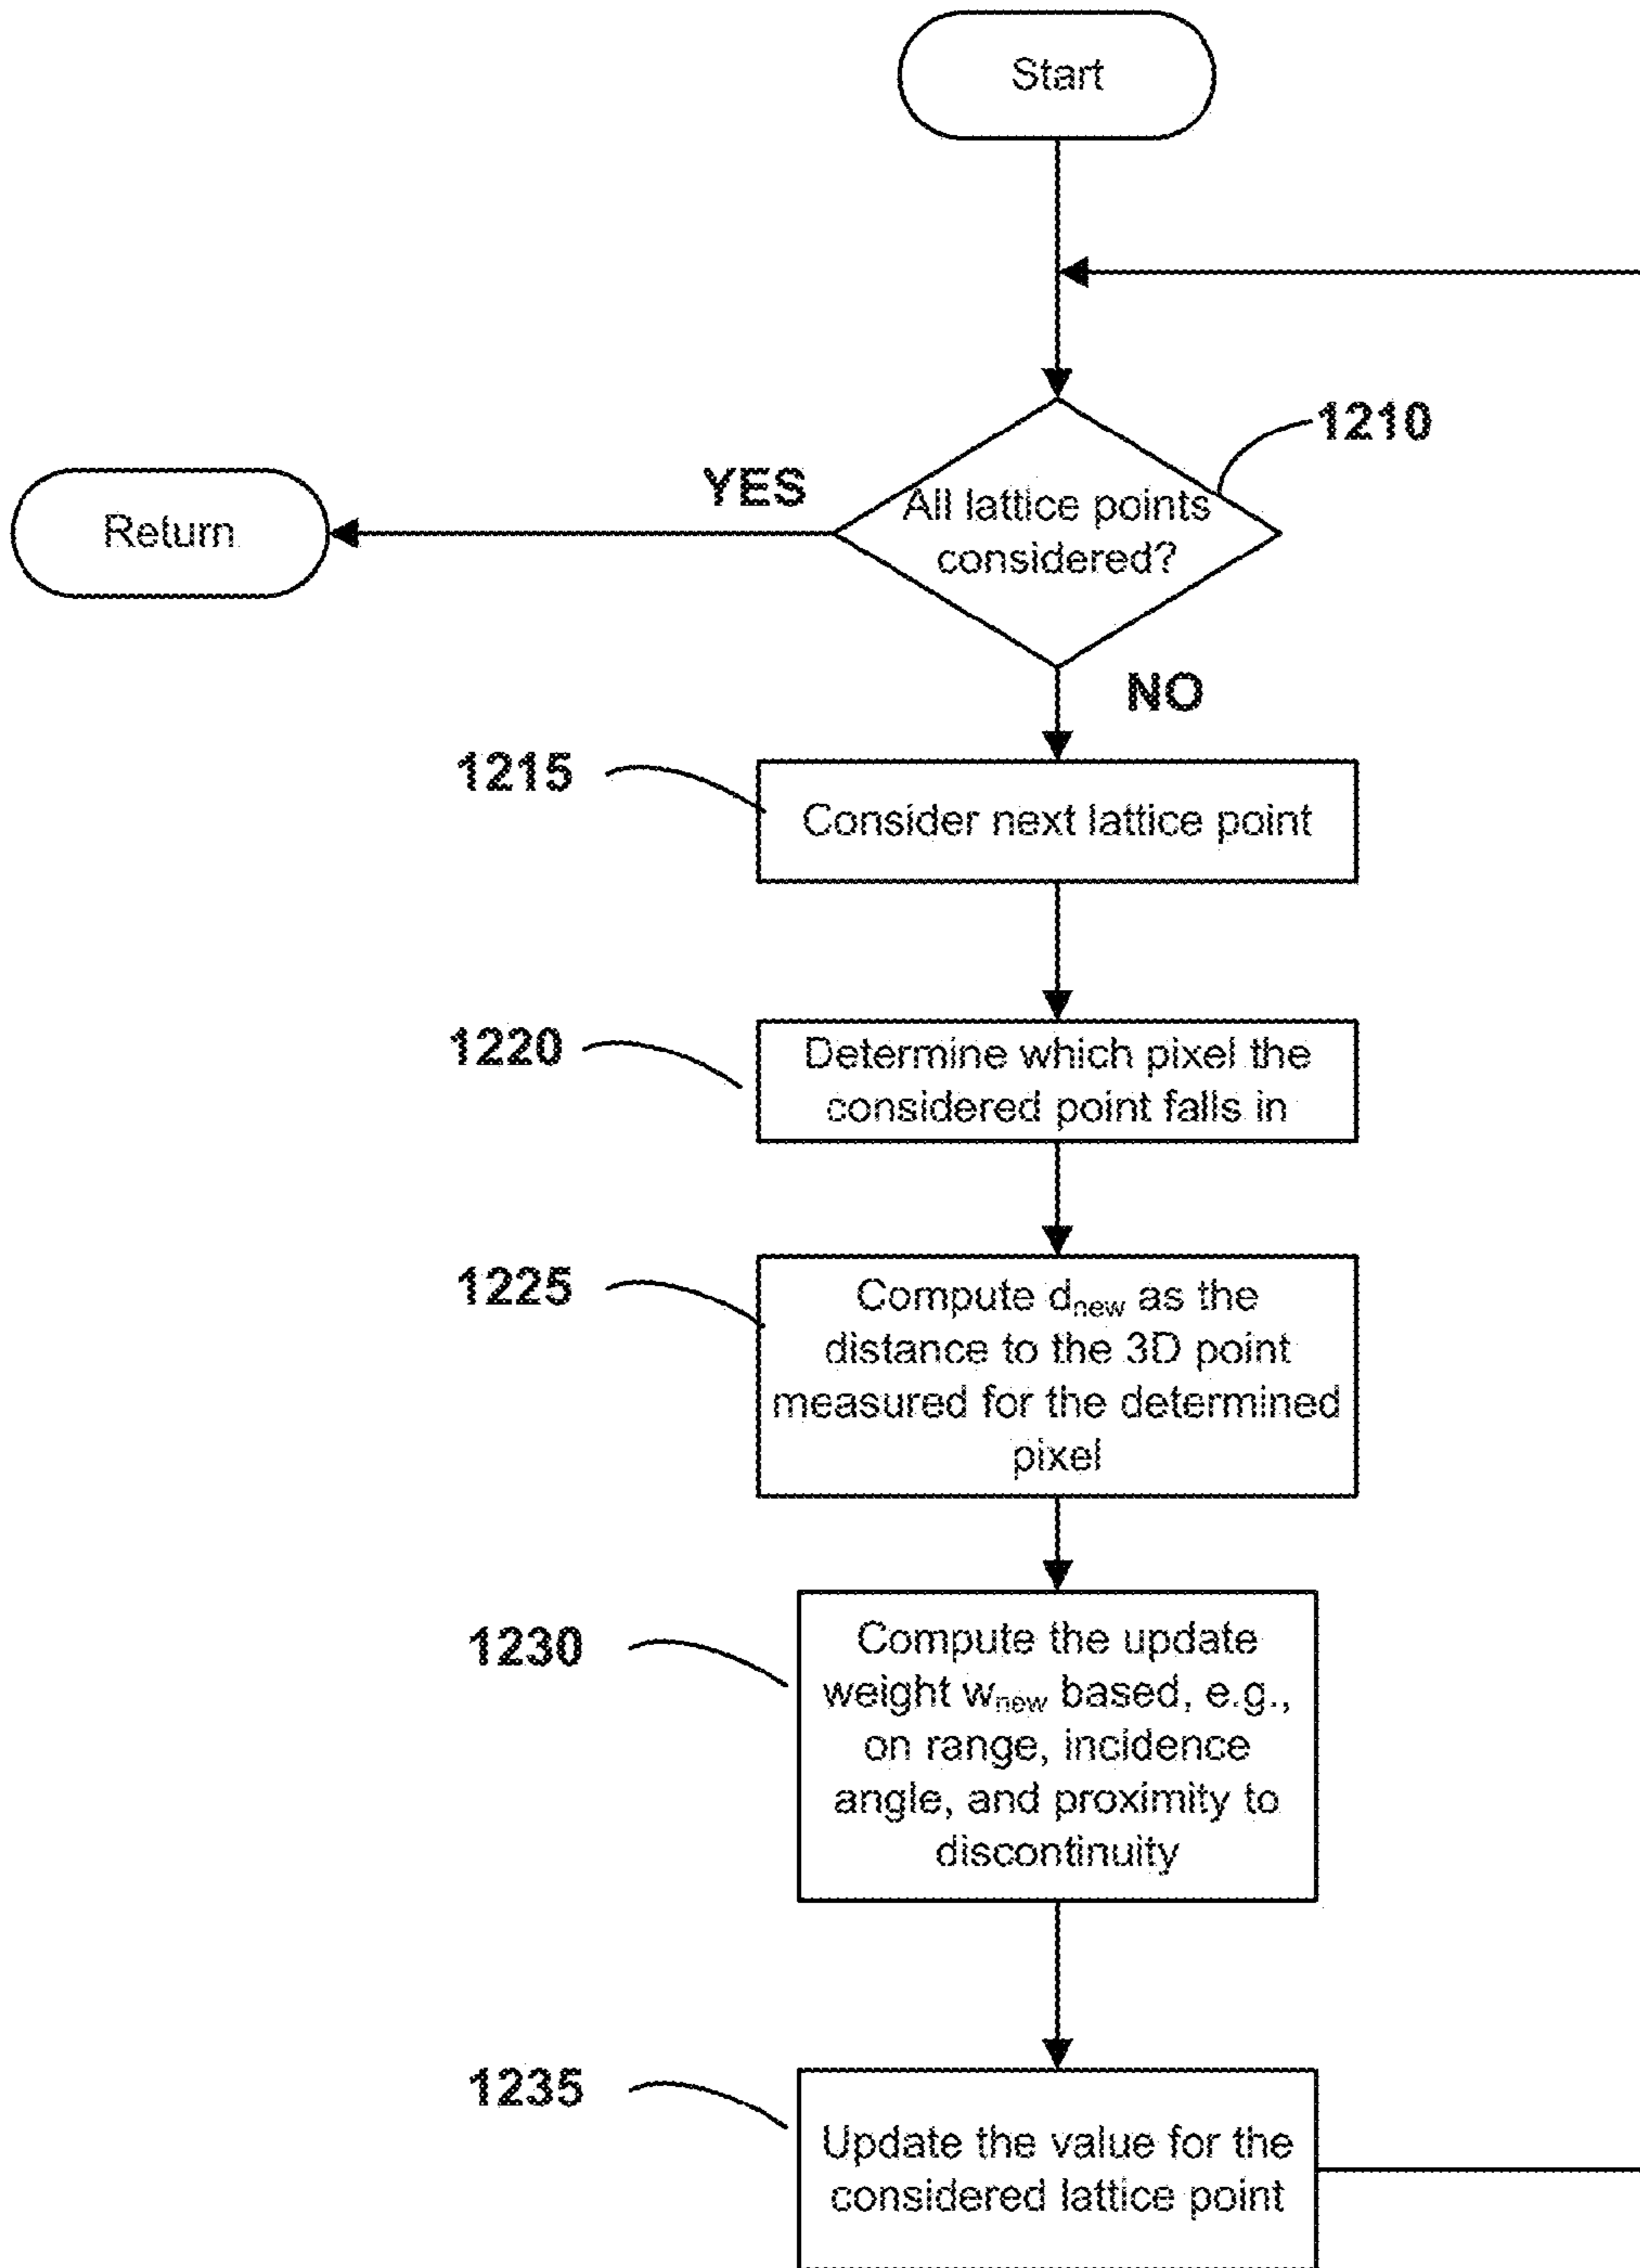 Start
1210
YES
All lattice points
considered?
Return
NO
1215
Consider next lattice point
1220
Determine which pixel the
considered point falls in
1225
Compute dnew as the
distance to the 3D point
measured for the determined
pixel
1230
Compute the update
weight wnew based, e.g.,
on range, incidence
angle, and proximity to
discontinuity
1235
Update the value for the
considered lattice point